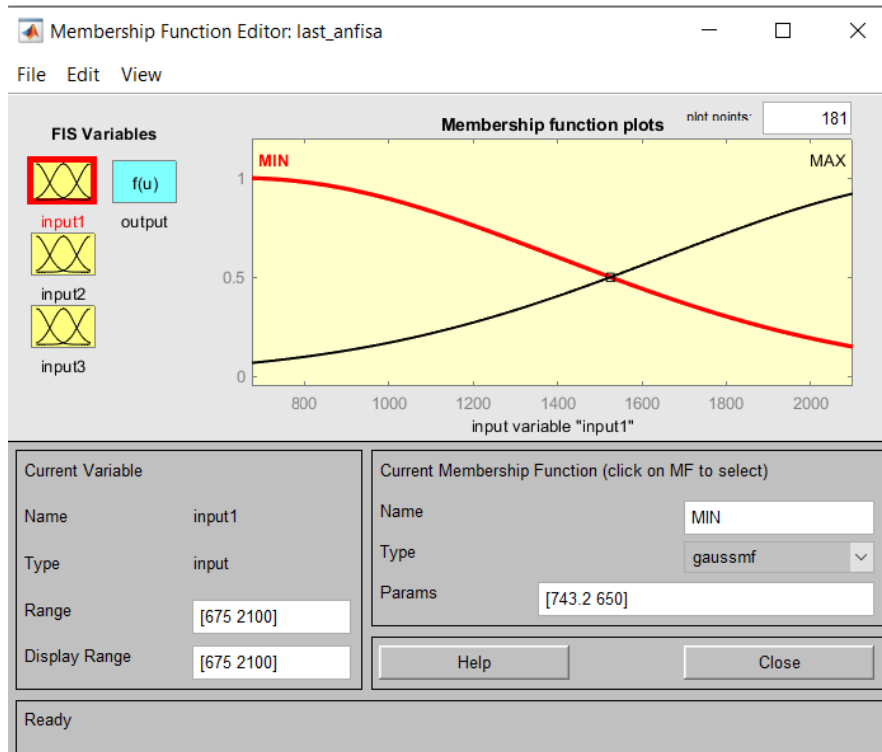 Membership Function Editor: last_anfisa
File Edit View
FIS Variables
f(u)
input1 output
input2
input3
Membership function plots
plot points: 181
MIN
MAX
1
0.5
0
800 1000 1200 1400 1600 1800 2000
input variable "input1"
Current Variable
Name input1
Type input
Range [675 2100]
Display Range [675 2100]
Current Membership Function (click on MF to select)
Name MIN
Type gaussmf
Params [743.2 650]
Help Close
Ready